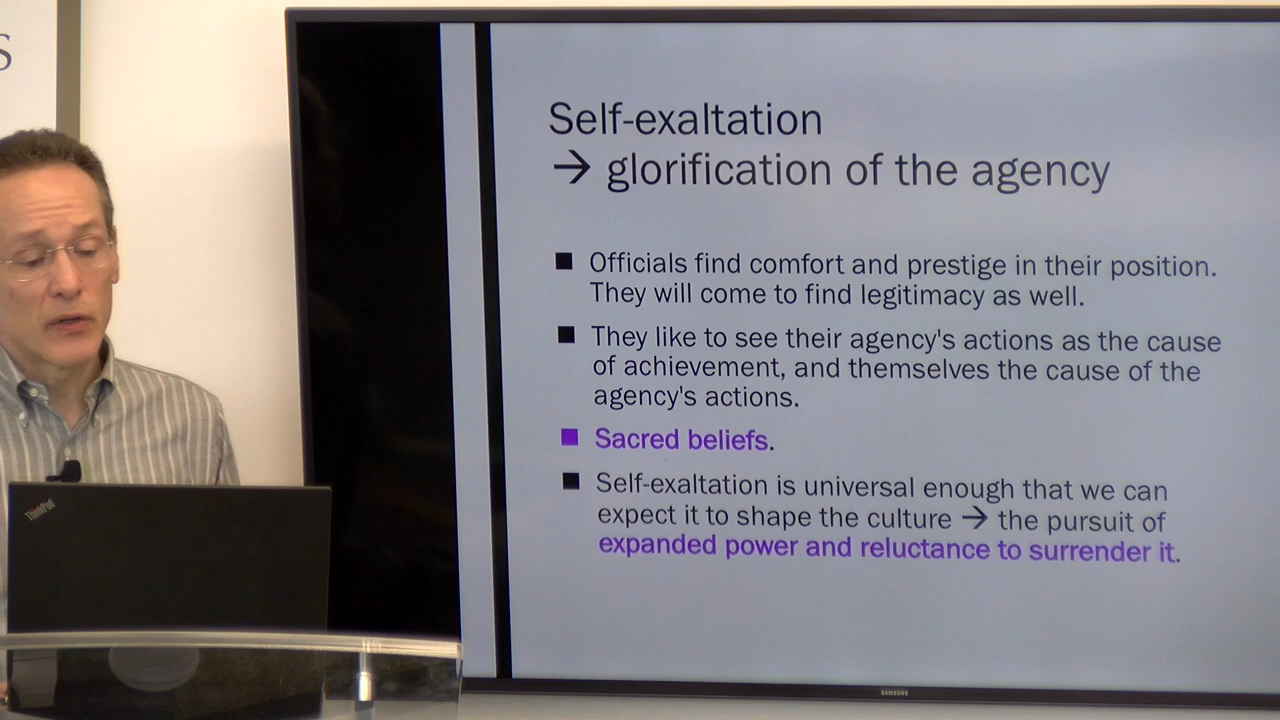 S
Self-exaltation
→ glorification of the agency
■ Officials find comfort and prestige in their position.
They will come to find legitimacy as well.
■ They like to see their agency's actions as the cause
of achievement, and themselves the cause of the
agency's actions.
■ Sacred beliefs.
■ Self-exaltation is universal enough that we can
expect it to shape the culture → the pursuit of
expanded power and reluctance to surrender it.
ThinkPad
SAMSUNG